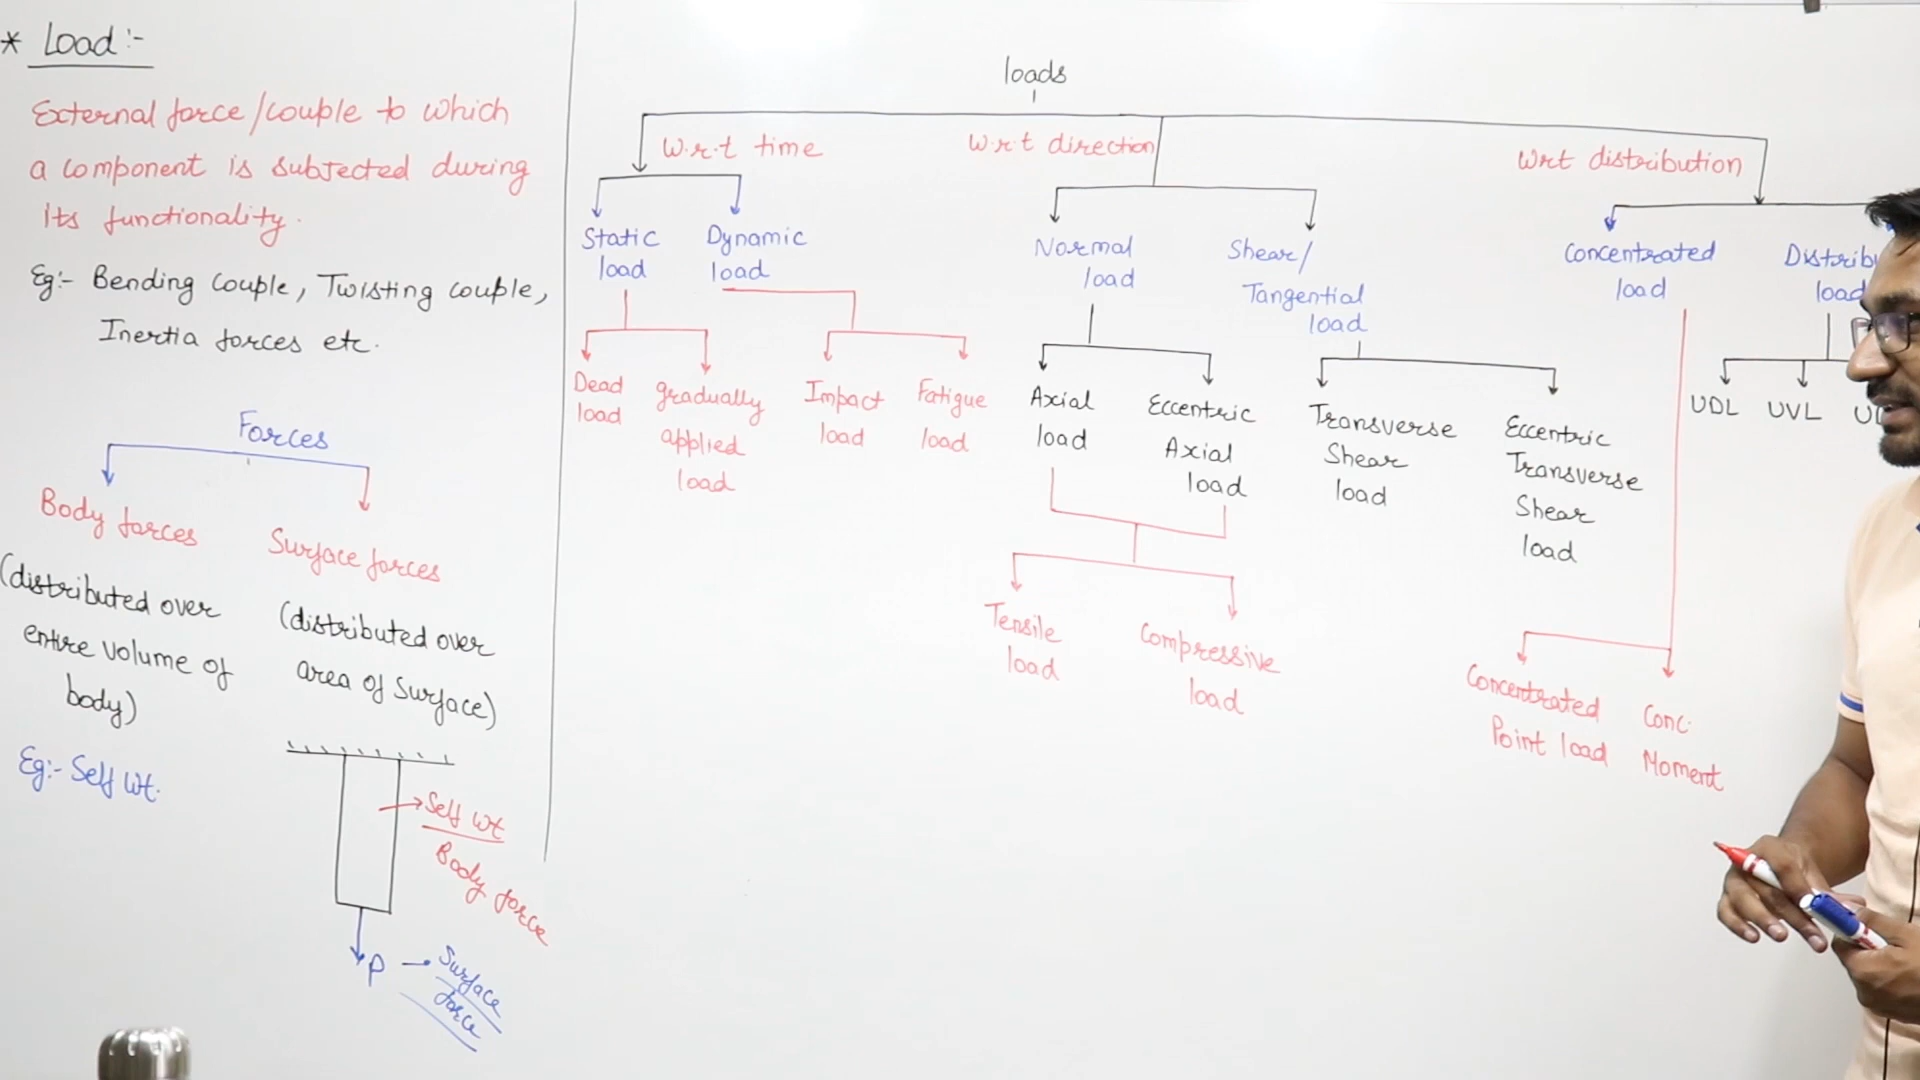 * Load :-
External force/couple to which
a component is subjected during
its functionality.
Eg:- Bending couple, Twisting couple,
Inertia forces etc.
Forces
Body forces
(distributed over
entire volume of
body)
Eg:- Self wt.
Surface forces
(distributed over
area of surface)
Self wt
Body force
P → Surface
force
loads
W.r.t time
Static
load
Dynamic
load
Dead
load
gradually
applied
load
Impact
load
Fatigue
load
W.r.t direction
Normal
load
Shear/
Tangential
load
Axial
load
Eccentric
Axial
load
Transverse
Shear
load
Eccentric
Transverse
Shear
load
Tensile
load
Compressive
load
Wrt distribution
Concentrated
load
Distrib
load
UDL UVL
Concentrated
Point load
Conc.
Moment